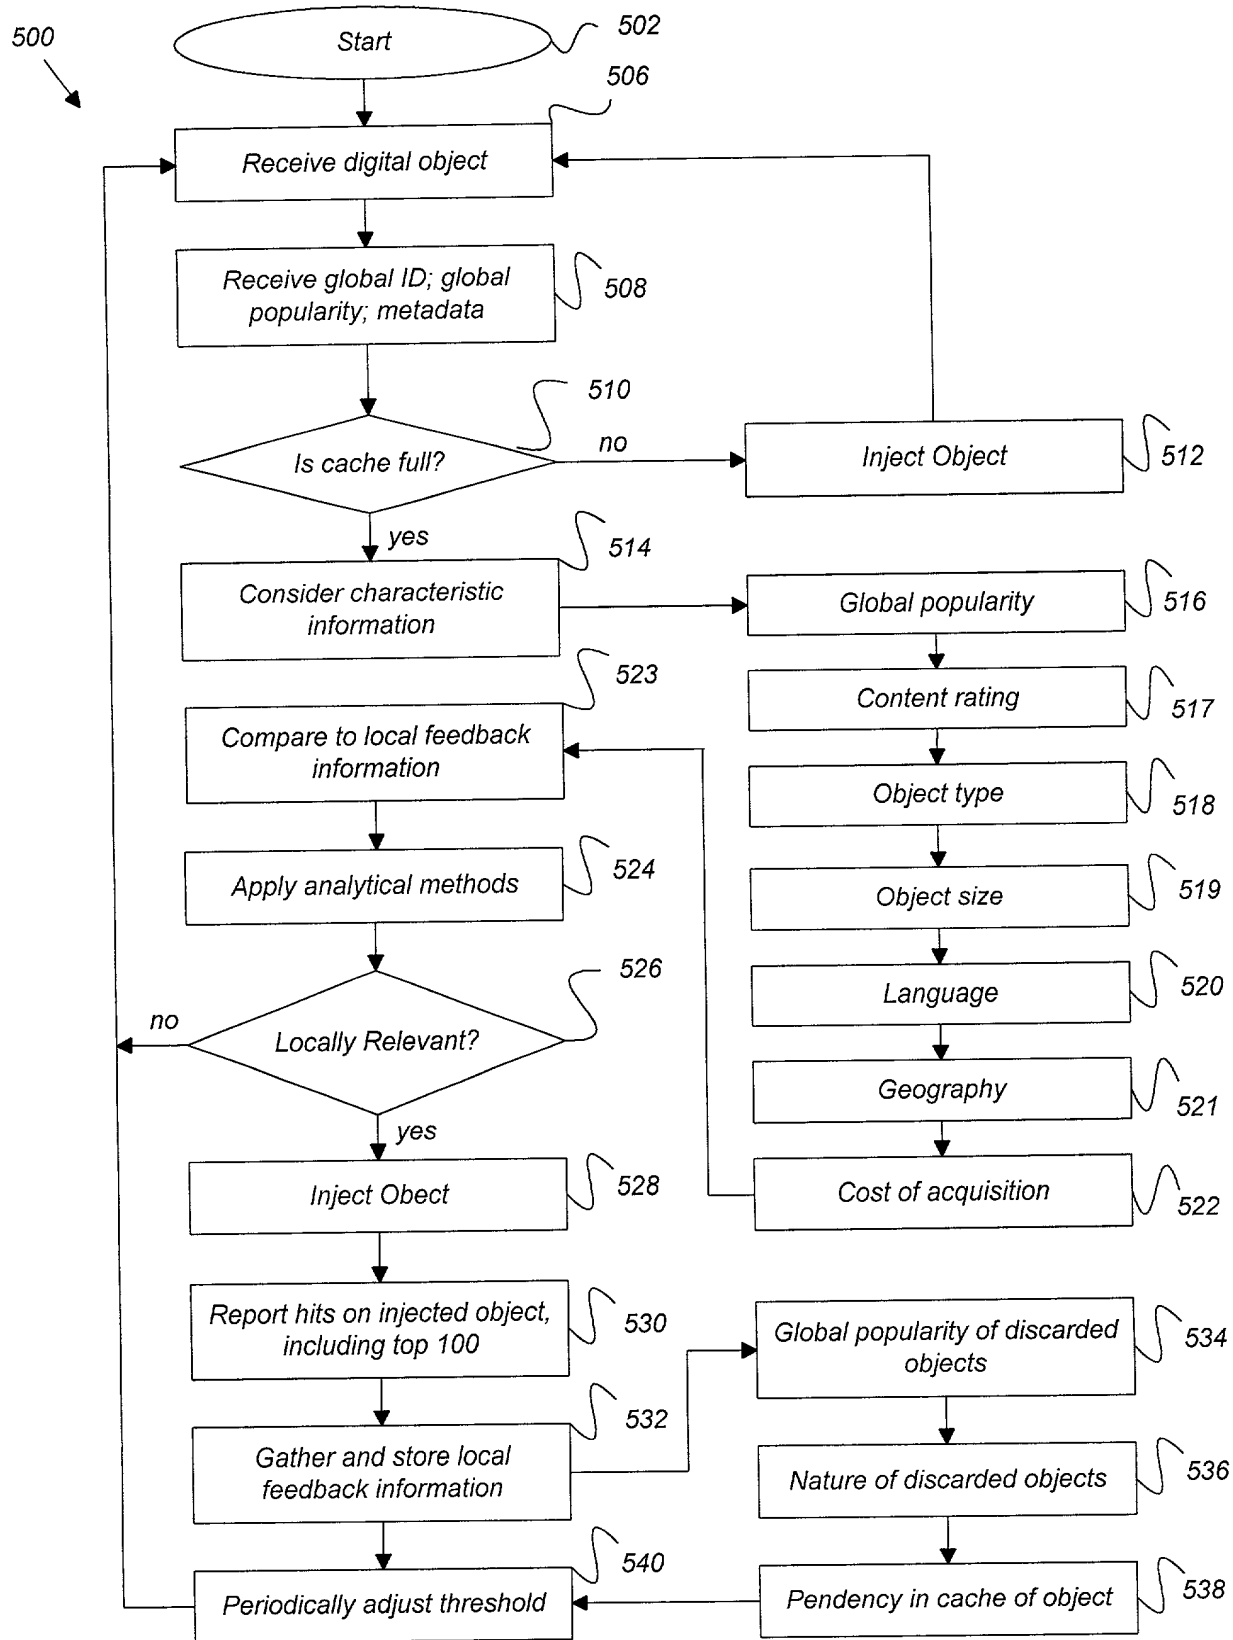 500
Start
502
506
Receive digital object
Receive global ID; global
popularity; metadata
508
510
Is cache full?
no
Inject Object
512
yes
514
Consider characteristic
information
Global popularity
516
523
Content rating
517
Compare to local feedback
information
Object type
518
Apply analytical methods
524
Object size
519
526
Language
520
no
Locally Relevant?
Geography
521
yes
Inject Obect
528
Cost of acquisition
522
Report hits on injected object,
including top 100
530
Global popularity of discarded
objects
534
532
Gather and store local
feedback information
Nature of discarded objects
536
540
Periodically adjust threshold
Pendency in cache of object
538